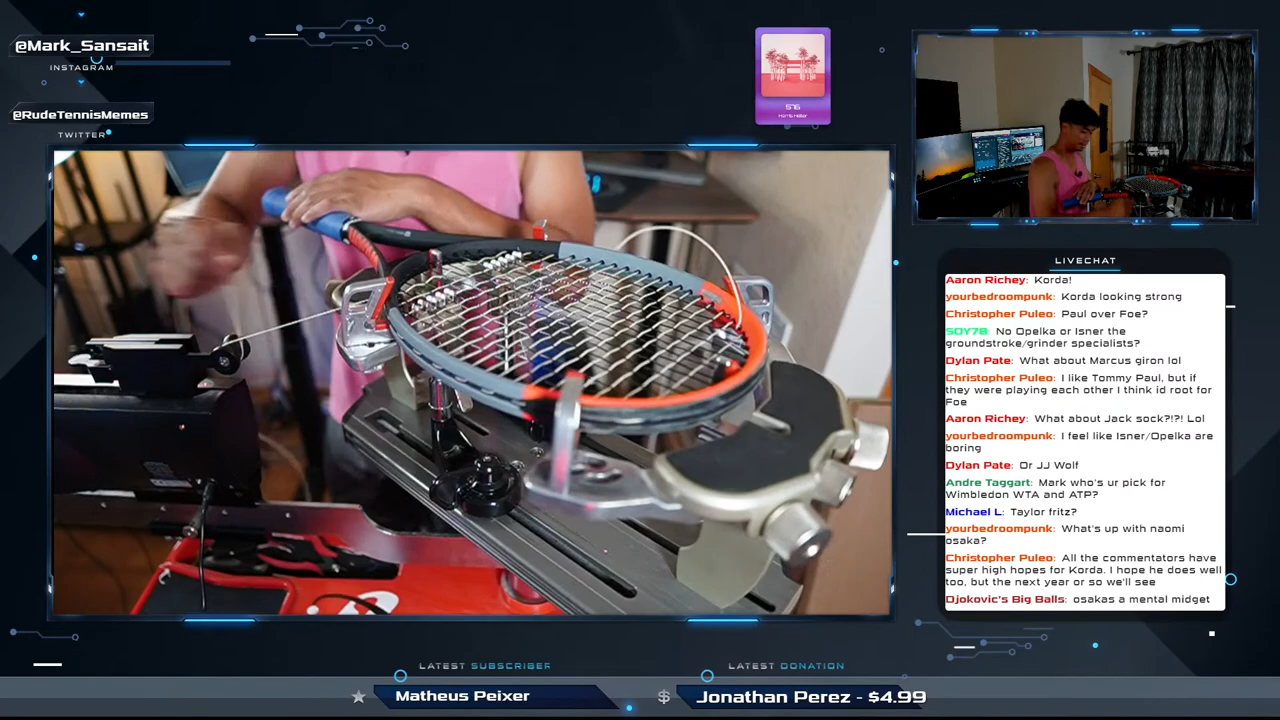 @Mark_Sansait
INSTAGRAM
@RudeTennisMemes
TWITTER
576
LIVECHAT
Aaron Richey: Korda!
yourbedroompunk: Korda looking strong
Christopher Puleo: Paul over Foe?
SOY7B: No Opelka or Isner the
groundstroke/grinder specialists?
Dylan Pate: What about Marcus giron lol
Christopher Puleo: I like Tommy Paul, but if
they were playing each other I think id root for
Foe
Aaron Richey: What about Jack sock?!?! Lol
yourbedroompunk: I feel like Isner/Opelka are
boring
Dylan Pate: Or JJ Wolf
Andre Taggart: Mark who's ur pick for
Wimbledon WTA and ATP?
Michael L: Taylor fritz?
yourbedroompunk: What's up with naomi
osaka?
Christopher Puleo: All the commentators have
super high hopes for Korda. I hope he does well
too, but the next year or so we'll see
Djokovic's Big Balls: osakas a mental midget
LATEST SUBSCRIBER
Matheus Peixer
LATEST DONATION
$ Jonathan Perez - $4.99